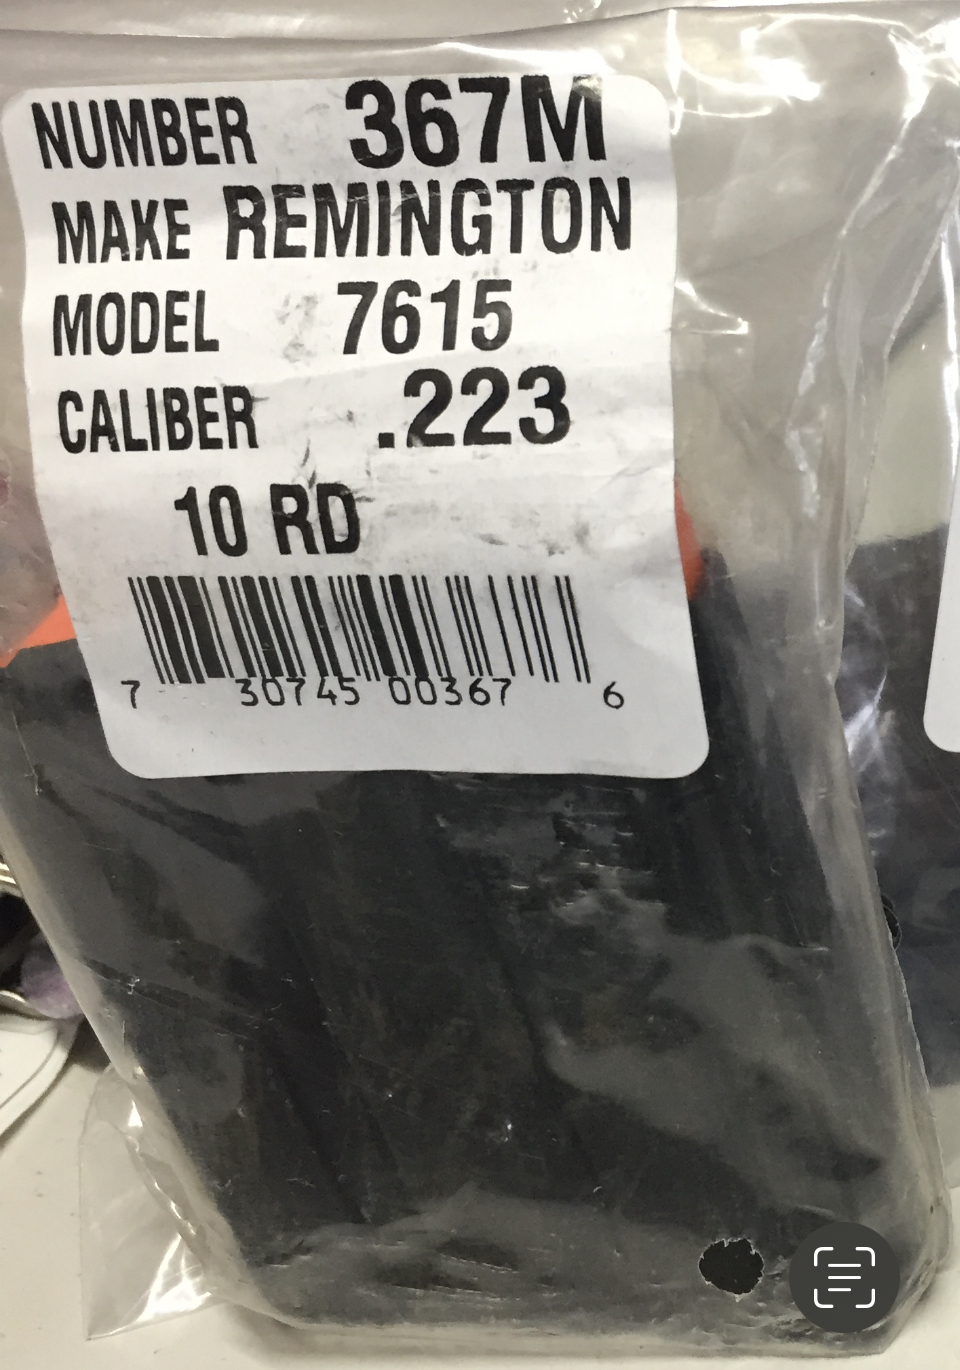 NUMBER 367M
MAKE REMINGTON
MODEL 7615
CALIBER .223
10 RD
7 30745 00367 6